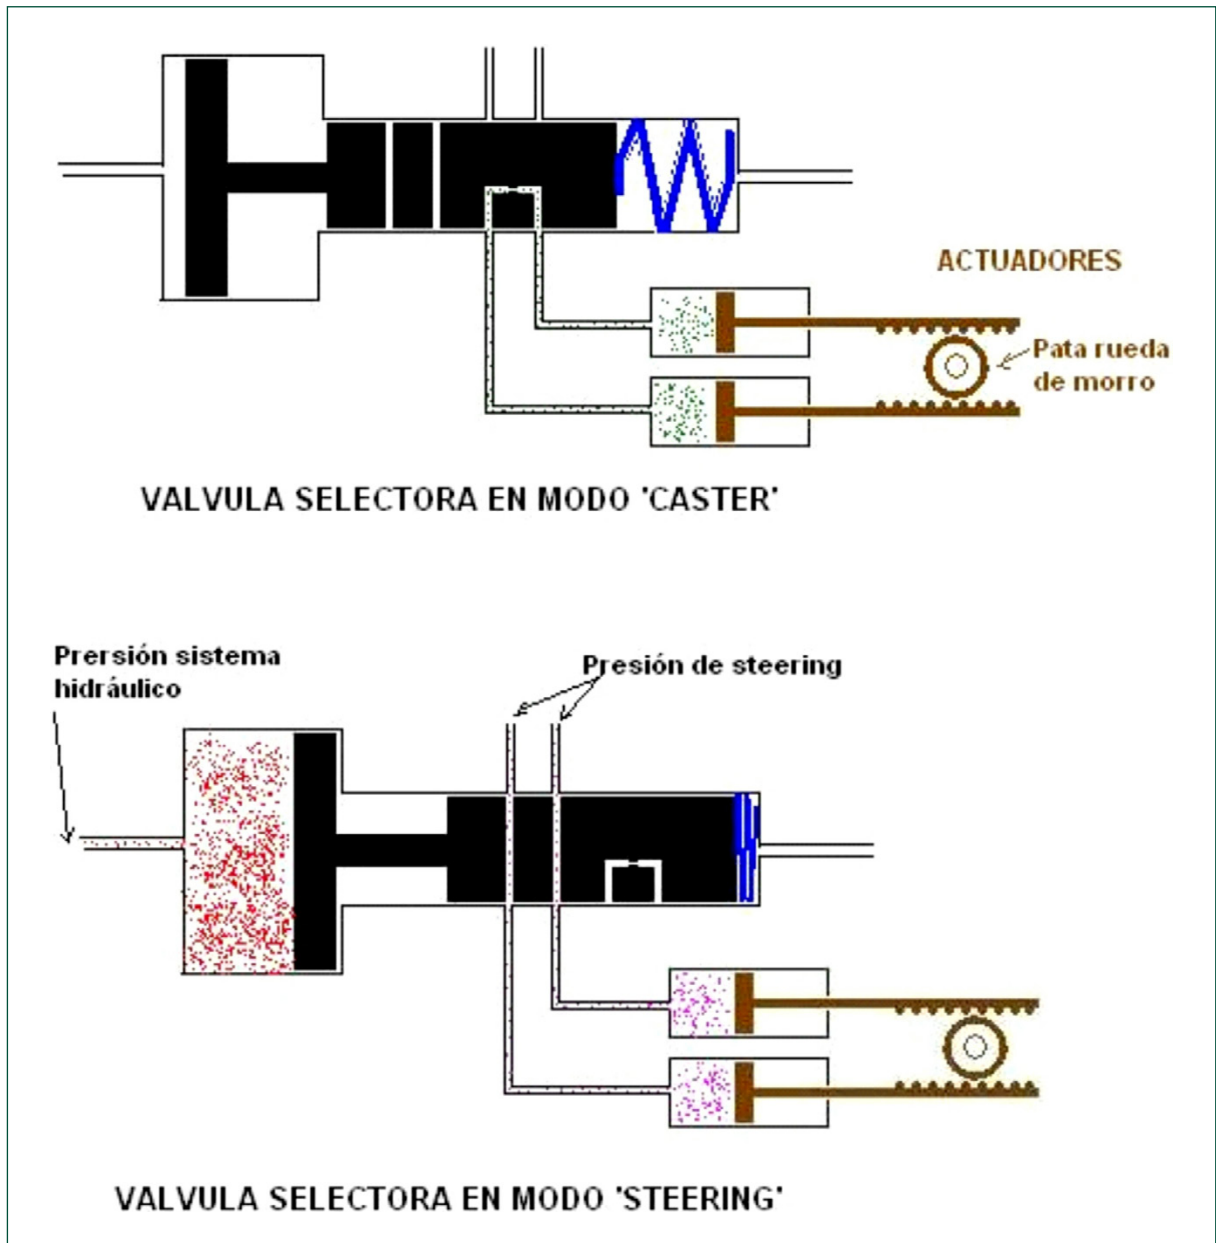 ACTUADORES
Pata rueda
de morro
VALVULA SELECTORA EN MODO 'CASTER'
Prersión sistema
hidráulico
Presión de steering
VALVULA SELECTORA EN MODO 'STEERING'